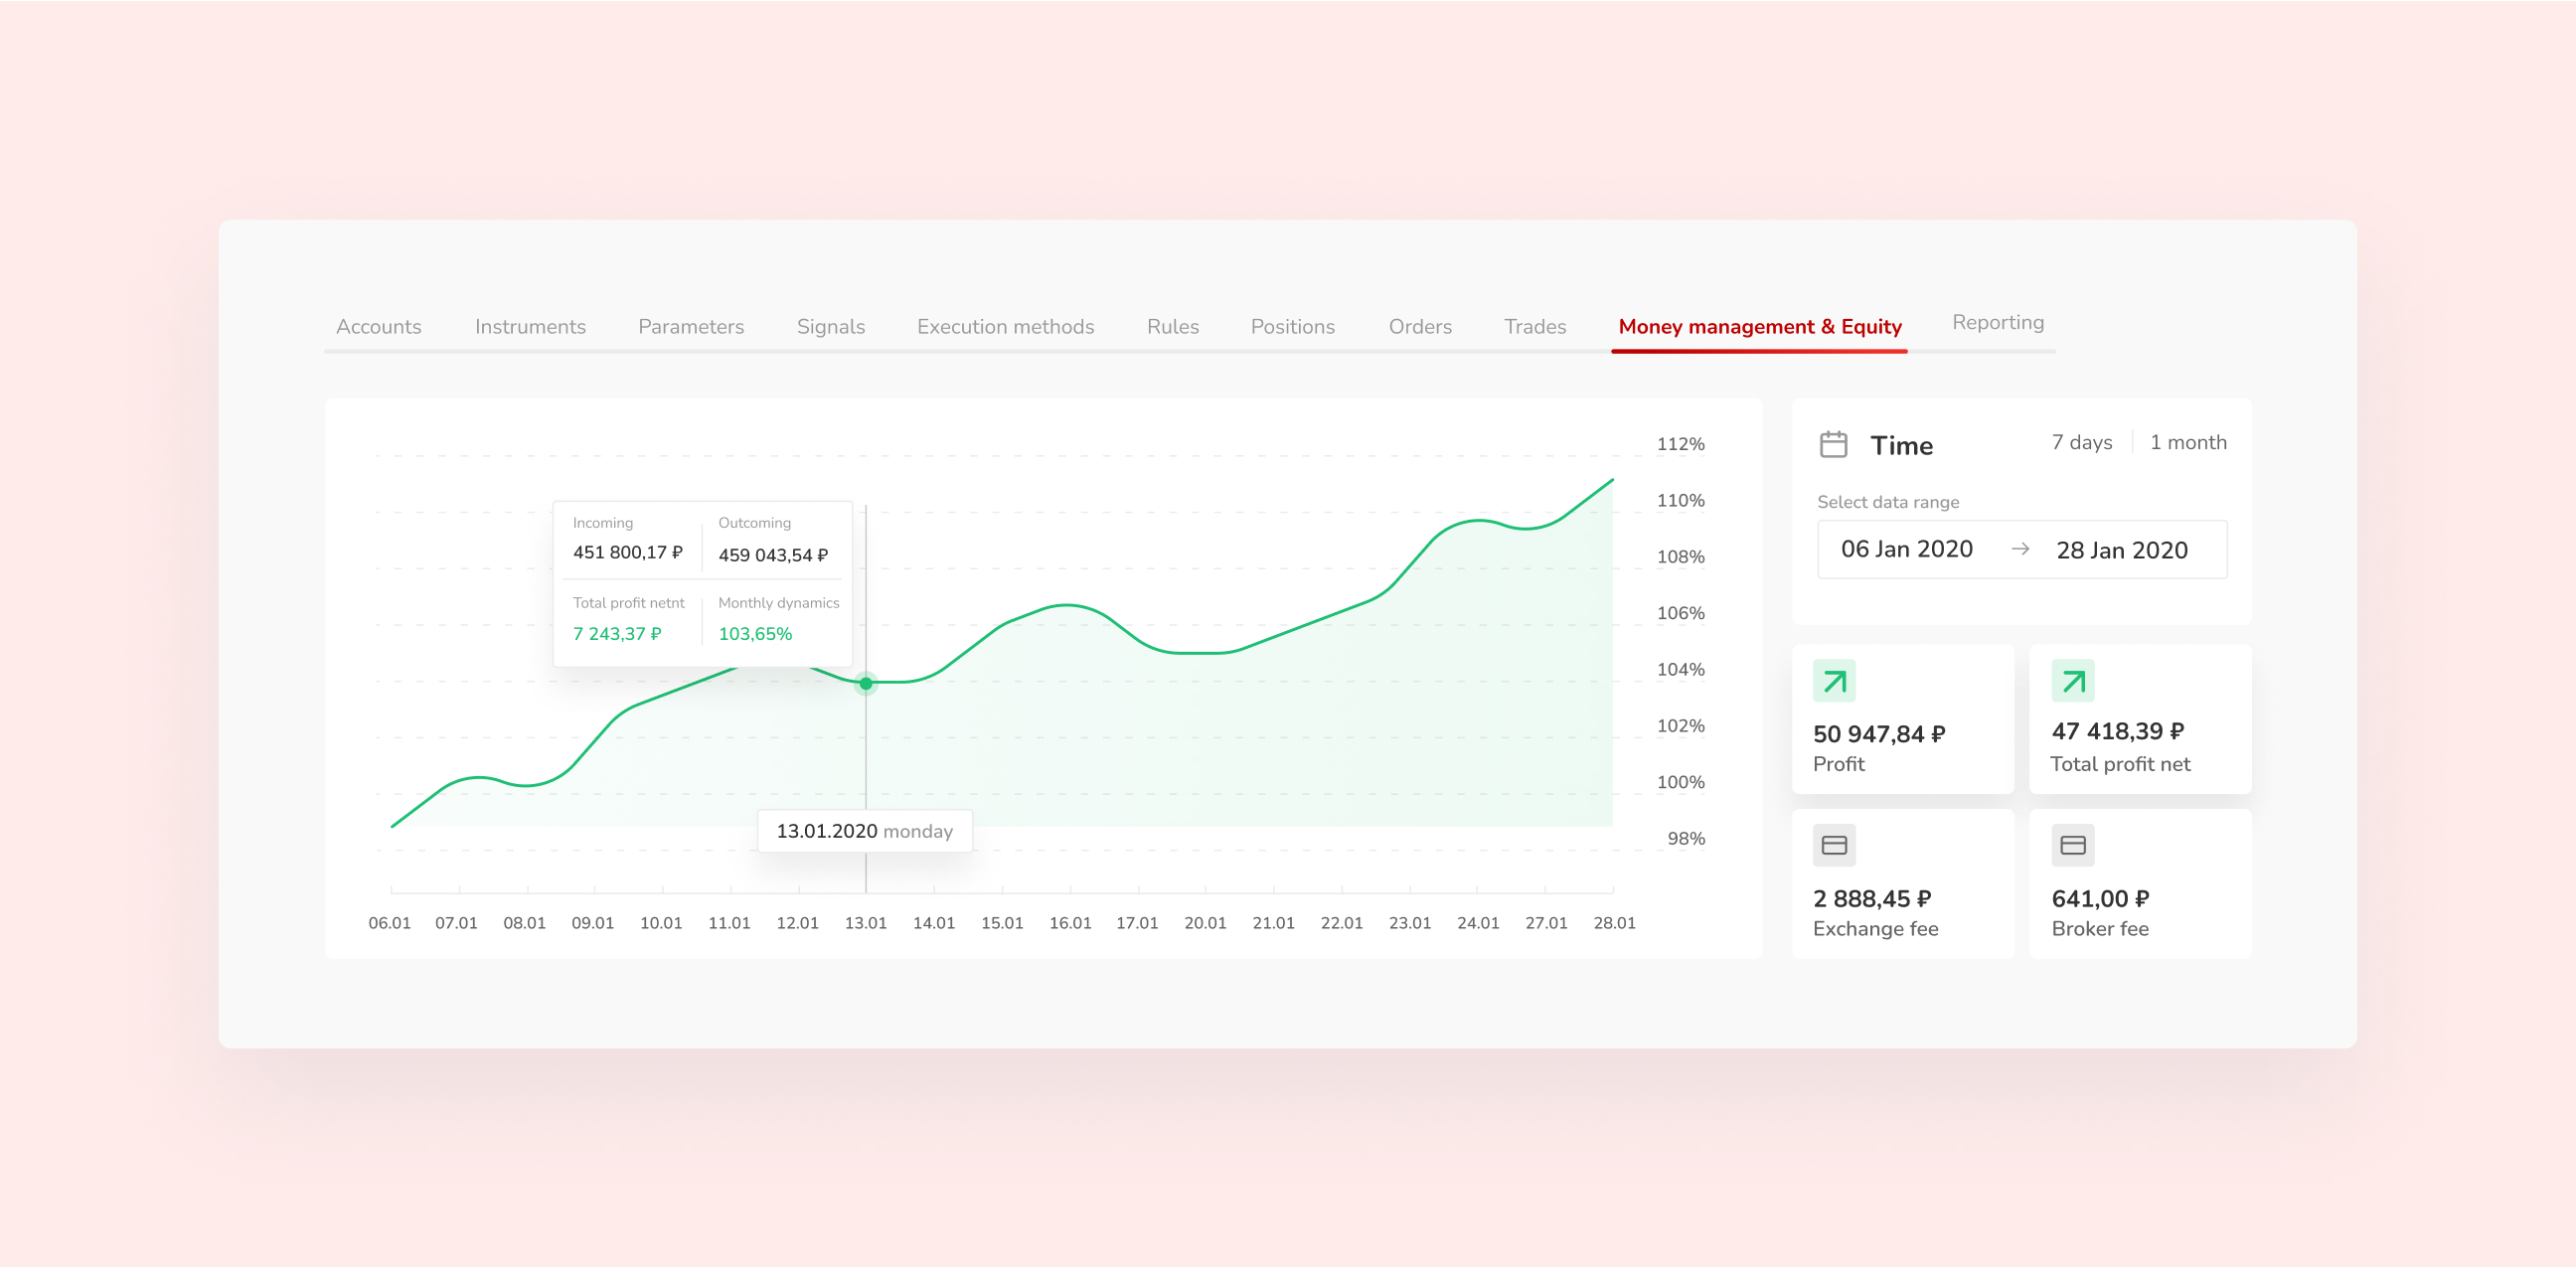 Accounts Instruments Parameters Signals Execution methods Rules Positions Orders Trades Money management & Equity Reporting
112%
110%
108%
106%
104%
102%
100%
98%
Incoming Outcoming
451 800,17 ₽ 459 043,54 ₽
Total profit netnt Monthly dynamics
7 243,37 ₽ 103,65%
13.01.2020 monday
06.01 07.01 08.01 09.01 10.01 11.01 12.01 13.01 14.01 15.01 16.01 17.01 20.01 21.01 22.01 23.01 24.01 27.01 28.01
Time 7 days 1 month
Select data range
06 Jan 2020 → 28 Jan 2020
50 947,84 ₽
Profit
47 418,39 ₽
Total profit net
2 888,45 ₽
Exchange fee
641,00 ₽
Broker fee